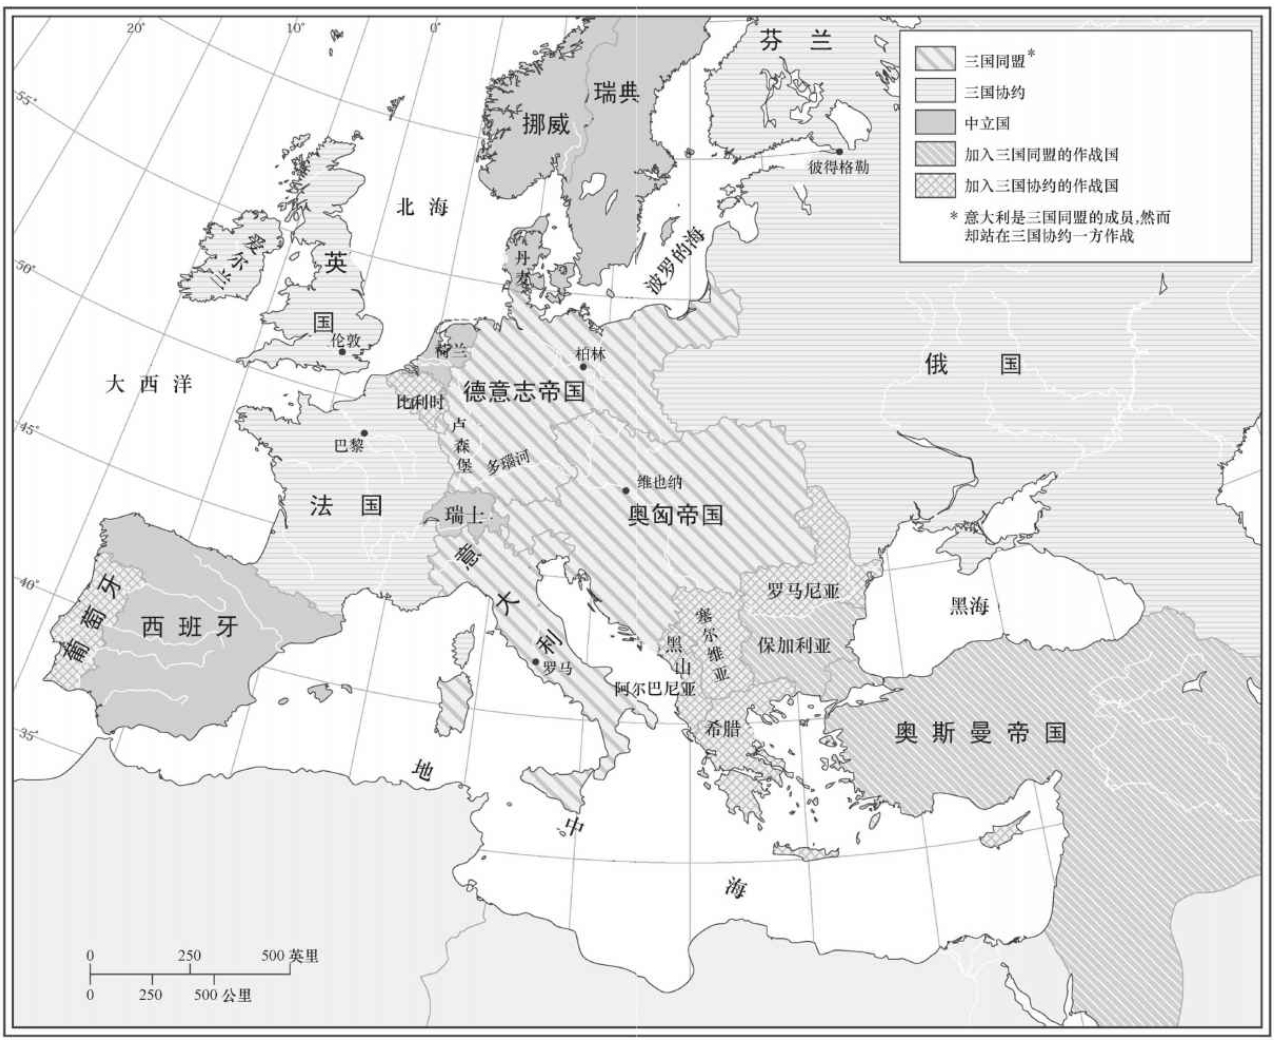 20°
10°
0°
55°
50°
45°
40°
35°
三国同盟*
三国协约
中立国
加入三国同盟的作战国
加入三国协约的作战国
* 意大利是三国同盟的成员,然而
却站在三国协约一方作战
芬兰
瑞典
挪威
彼得格勒
北海
波罗的海
丹麦
爱尔兰
英国
伦敦
荷兰
柏林
德意志帝国
俄国
大西洋
比利时
卢森堡
巴黎
多瑙河
维也纳
法国
瑞士
奥匈帝国
意大利
罗马尼亚
黑海
葡萄牙
西班牙
塞尔维亚
黑山
保加利亚
罗马
阿尔巴尼亚
希腊
奥斯曼帝国
地中海
0 250 500 英里
0 250 500 公里